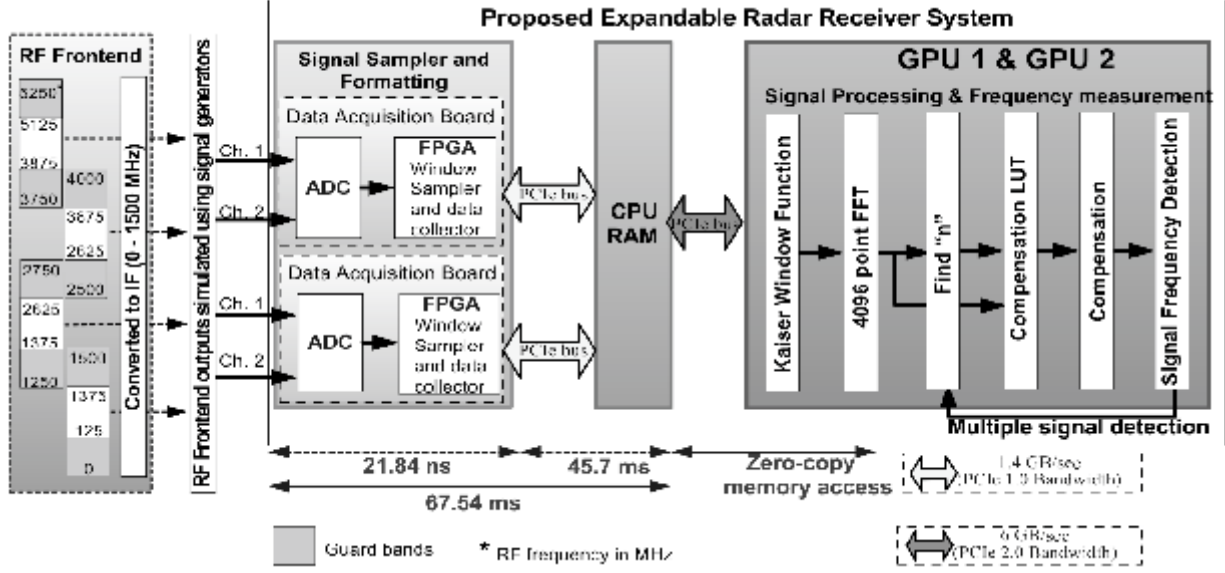 Proposed Expandable Radar Receiver System
RF Frontend
5250*
5125
3875
3750
4000
3875
2625
2750
2500
2625
1375
1250
1500
1375
125
0
Converted to IF (0 - 1500 MHz)
RF Frontend outputs simulated using signal generators
Ch. 1
Ch. 2
Ch. 1
Ch. 2
Signal Sampler and
Formatting
Data Acquisition Board
ADC
FPGA
Window
Sampler
and data
collector
Data Acquisition Board
ADC
FPGA
Window
Sampler
and data
collector
PCIe bus
PCIe bus
CPU
RAM
PCIe bus
GPU 1 & GPU 2
Signal Processing & Frequency measurement
Kaiser Window Function
4096 point FFT
Find “n”
Compensation LUT
Compensation
Signal Frequency Detection
Multiple signal detection
21.84 ns
45.7 ms
Zero-copy
memory access
67.54 ms
1.4 GB/sec
(PCIe 1.0 Bandwidth)
6 GB/sec
(PCIe 2.0 Bandwidth)
Guard bands
* RF frequency in MHz